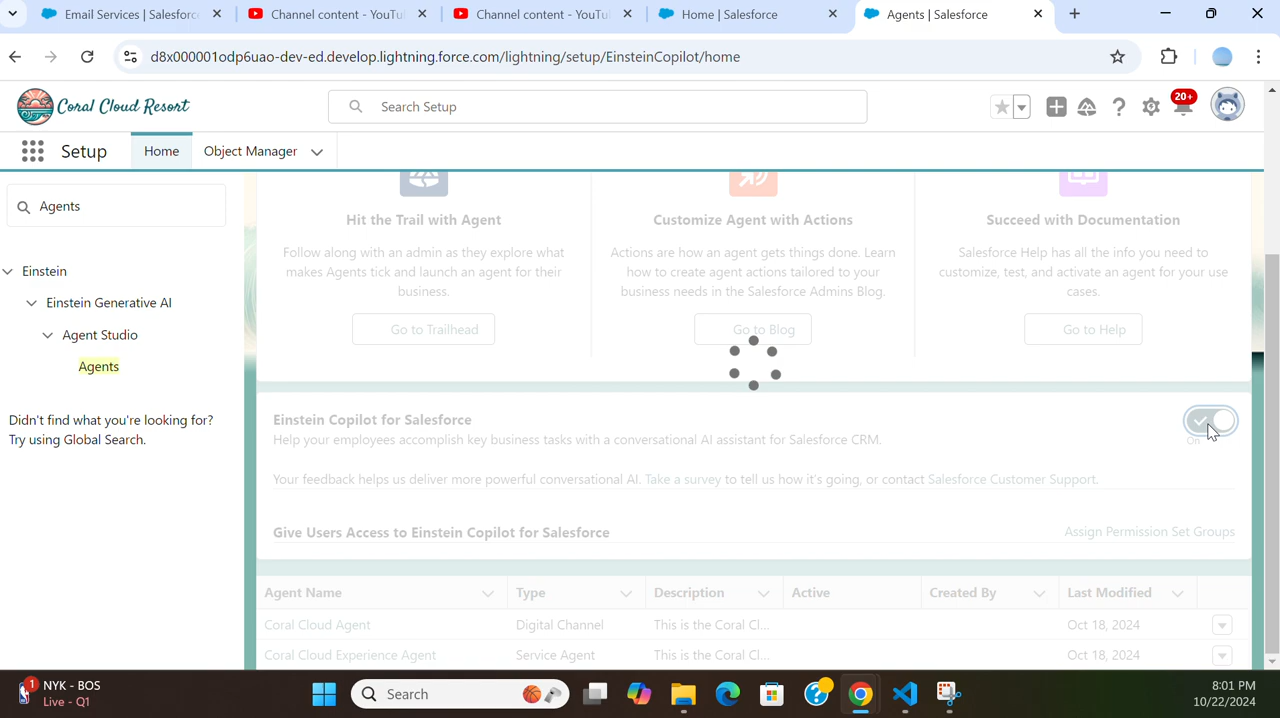 Email Services | Salesforc
Channel content - YouTu
Channel content - YouTu
Home | Salesforce
Agents | Salesforce
d8x000001odp6uao-dev-ed.develop.lightning.force.com/lightning/setup/EinsteinCopilot/home
Coral Cloud Resort
Search Setup
20+
Setup
Home
Object Manager
Agents
Einstein
Einstein Generative AI
Agent Studio
Agents
Didn't find what you're looking for?
Try using Global Search.
Hit the Trail with Agent
Follow along with an admin as they explore what
makes Agents tick and launch an agent for their
business.
Go to Trailhead
Customize Agent with Actions
Actions are how an agent gets things done. Learn
how to create agent actions tailored to your
business needs in the Salesforce Admins Blog.
Go to Blog
Succeed with Documentation
Salesforce Help has all the info you need to
customize, test, and activate an agent for your use
cases.
Go to Help
Einstein Copilot for Salesforce
Help your employees accomplish key business tasks with a conversational AI assistant for Salesforce CRM.
On
Your feedback helps us deliver more powerful conversational AI. Take a survey to tell us how it's going, or contact Salesforce Customer Support.
Give Users Access to Einstein Copilot for Salesforce
Assign Permission Set Groups
Agent Name Type Description Active Created By Last Modified
Coral Cloud Agent Digital Channel This is the Coral Cl... Oct 18, 2024
Coral Cloud Experience Agent Service Agent This is the Coral Cl... Oct 18, 2024
1
NYK - BOS
Live - Q1
Search
8:01 PM
10/22/2024